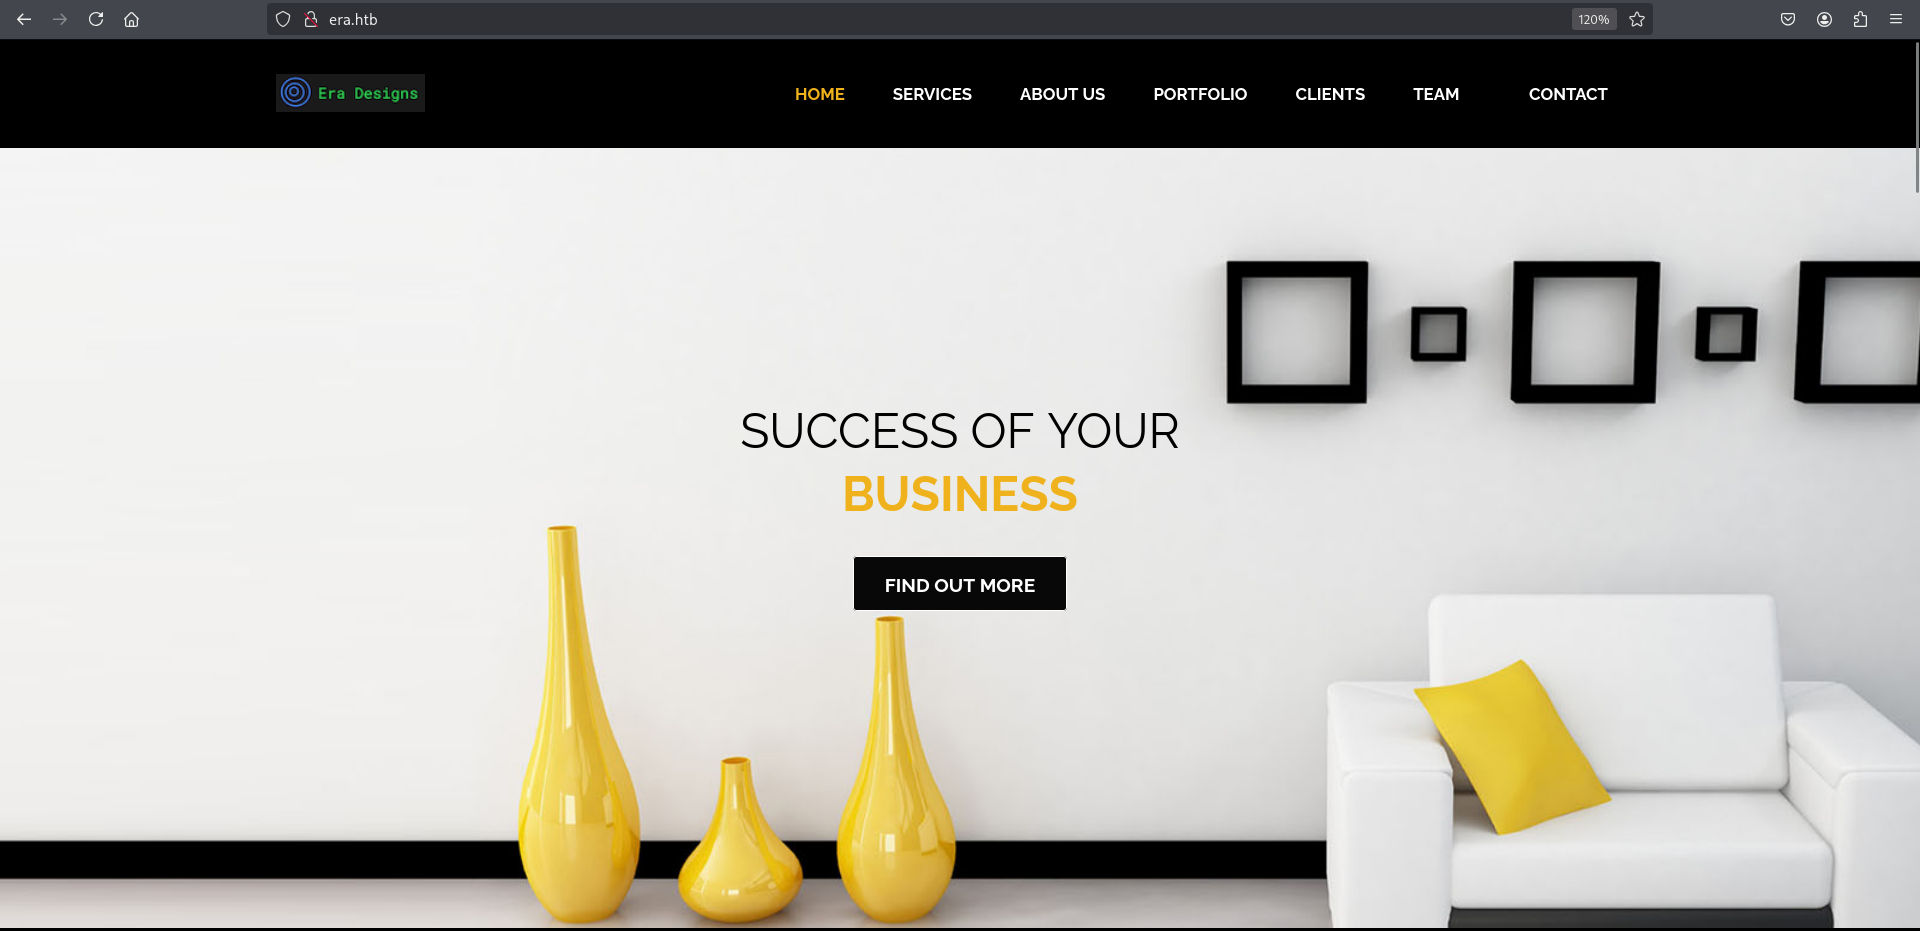 era.htb
120%
Era Designs
HOME SERVICES ABOUT US PORTFOLIO CLIENTS TEAM CONTACT
SUCCESS OF YOUR
BUSINESS
FIND OUT MORE